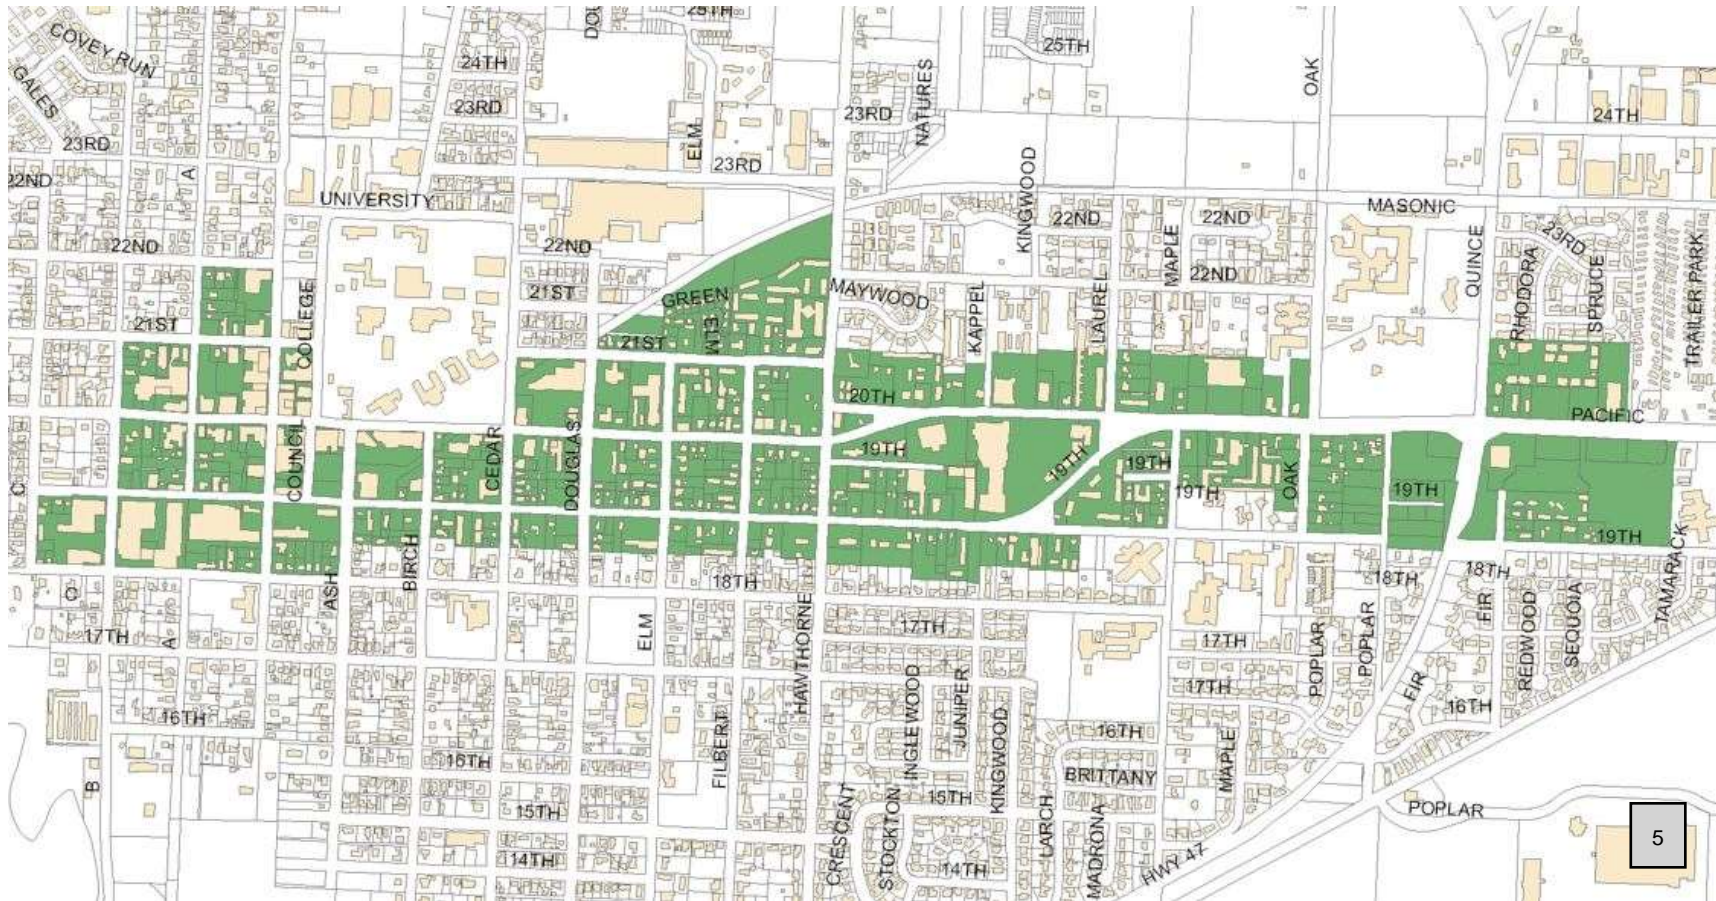 25TH
DOU
COVEY RUN
24TH
25TH
OAK
GALES
23RD
NATURES
23RD
24TH
23RD
ELM
23RD
A
22ND
KINGWOOD
UNIVERSITY
MASONIC
22ND
22ND
22ND
22ND
MAPLE
23RD
22ND
RHODORA
TRAILER PARK
QUINCE
SPRUCE
COLLEGE
21ST
GREEN
MAYWOOD
LAUREL
21ST
21ST
ELM
KAPPEL
20TH
PACIFIC
COUNCIL
CEDAR
DOUGLAS
19TH
19TH
19TH
19TH
OAK
19TH
C
19TH
BIRCH
TAMARACK
18TH
18TH
18TH
C
ASH
HAWTHORNE
FIR
REDWOOD
SEQUOIA
17TH
A
ELM
17TH
17TH
POPLAR
POPLAR
17TH
FIR
16TH
16TH
INGLEWOOD
JUNIPER
KINGWOOD
16TH
FILBERT
16TH
MAPLE
BRITTANY
B
15TH
15TH
POPLAR
CRESCENT
STOCKTON
LARCH
MADRONA
5
14TH
14TH
HWY 47